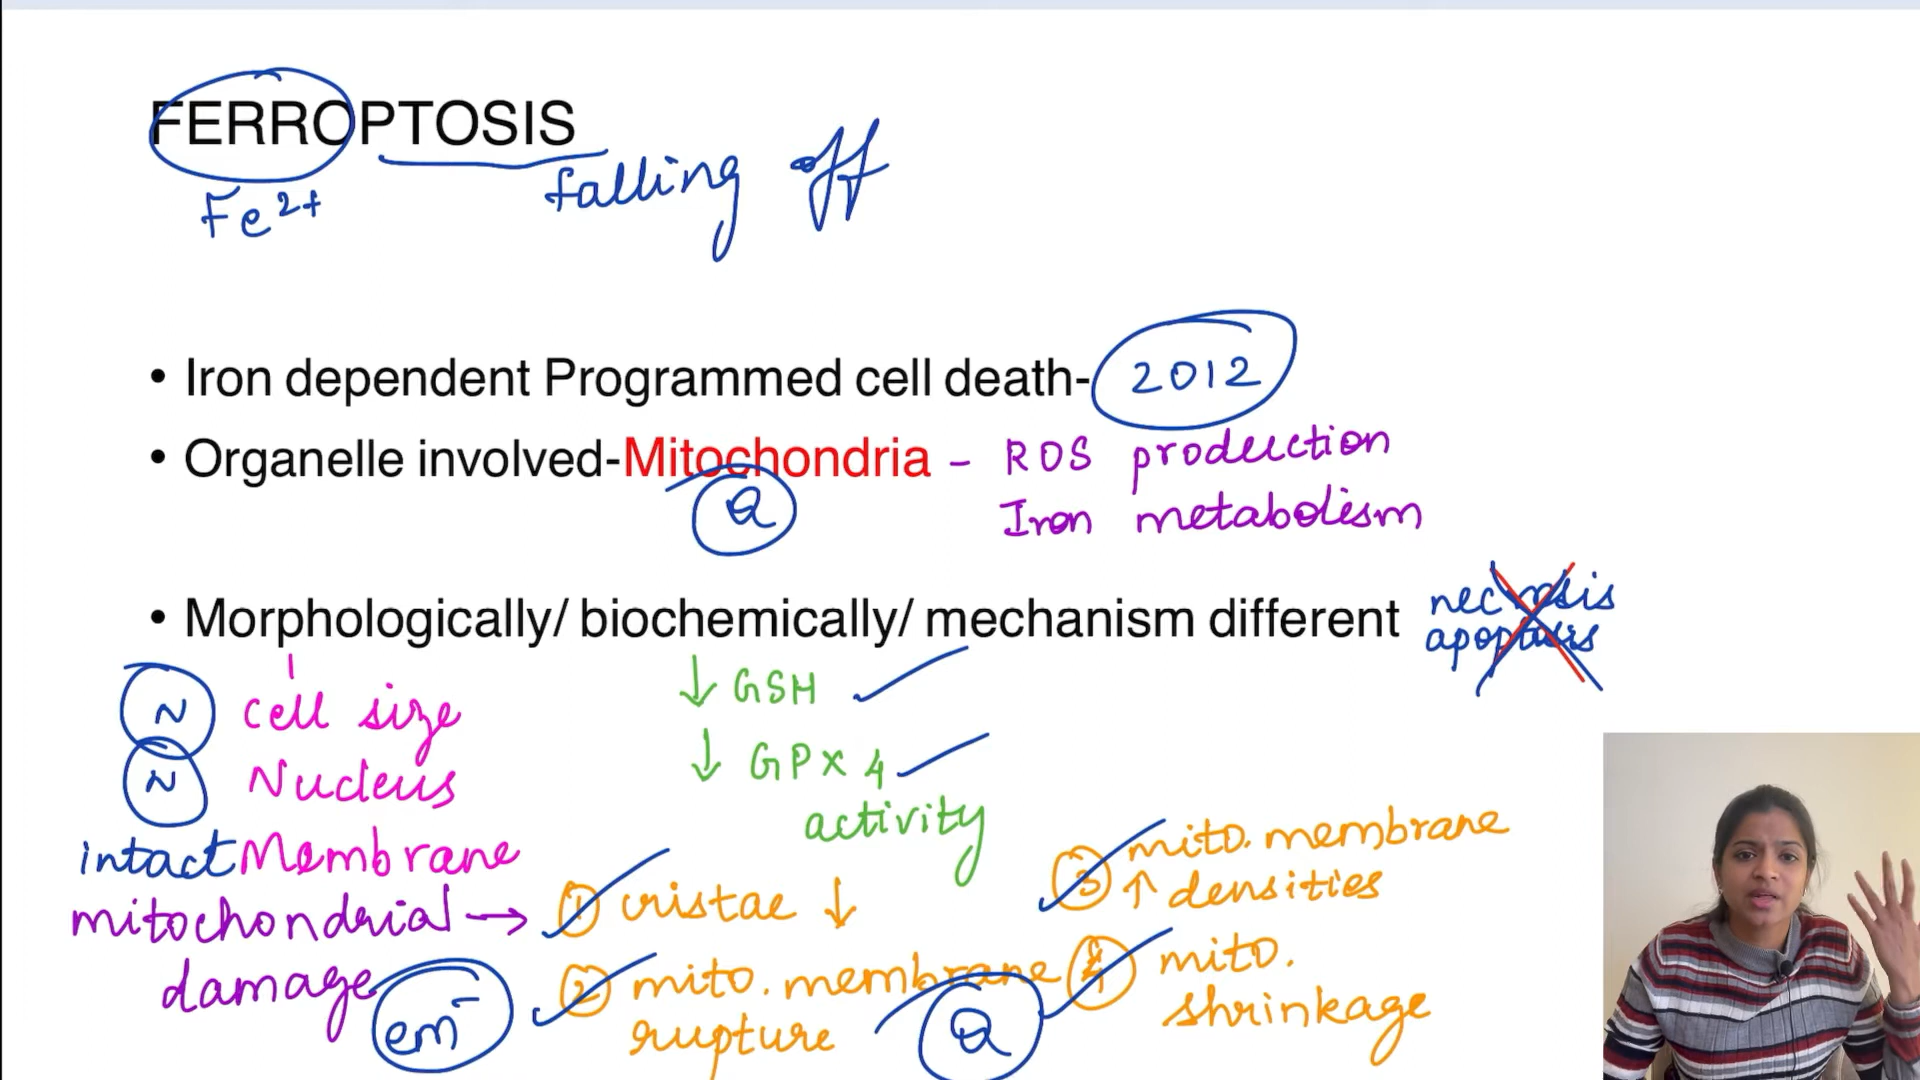 FERROPTOSIS
Fe2+
falling off
• Iron dependent Programmed cell death- 2012
• Organelle involved-Mitochondria - ROS production
Q
Iron metabolism
• Morphologically/ biochemically/ mechanism different
necrosis
apoptosis
N cell size
↓ GSH
N Nucleus
↓ GPX 4
activity
intact Membrane
mitochondrial → ① cristae ↓
damage
em-
② mito. membrane
rupture
Q
③ mito. membrane
↑ densities
④ mito.
shrinkage